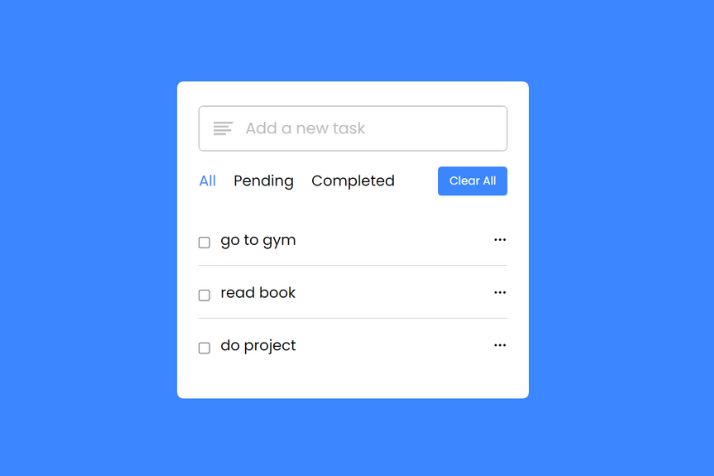 Add a new task
All Pending Completed Clear All
go to gym
read book
do project